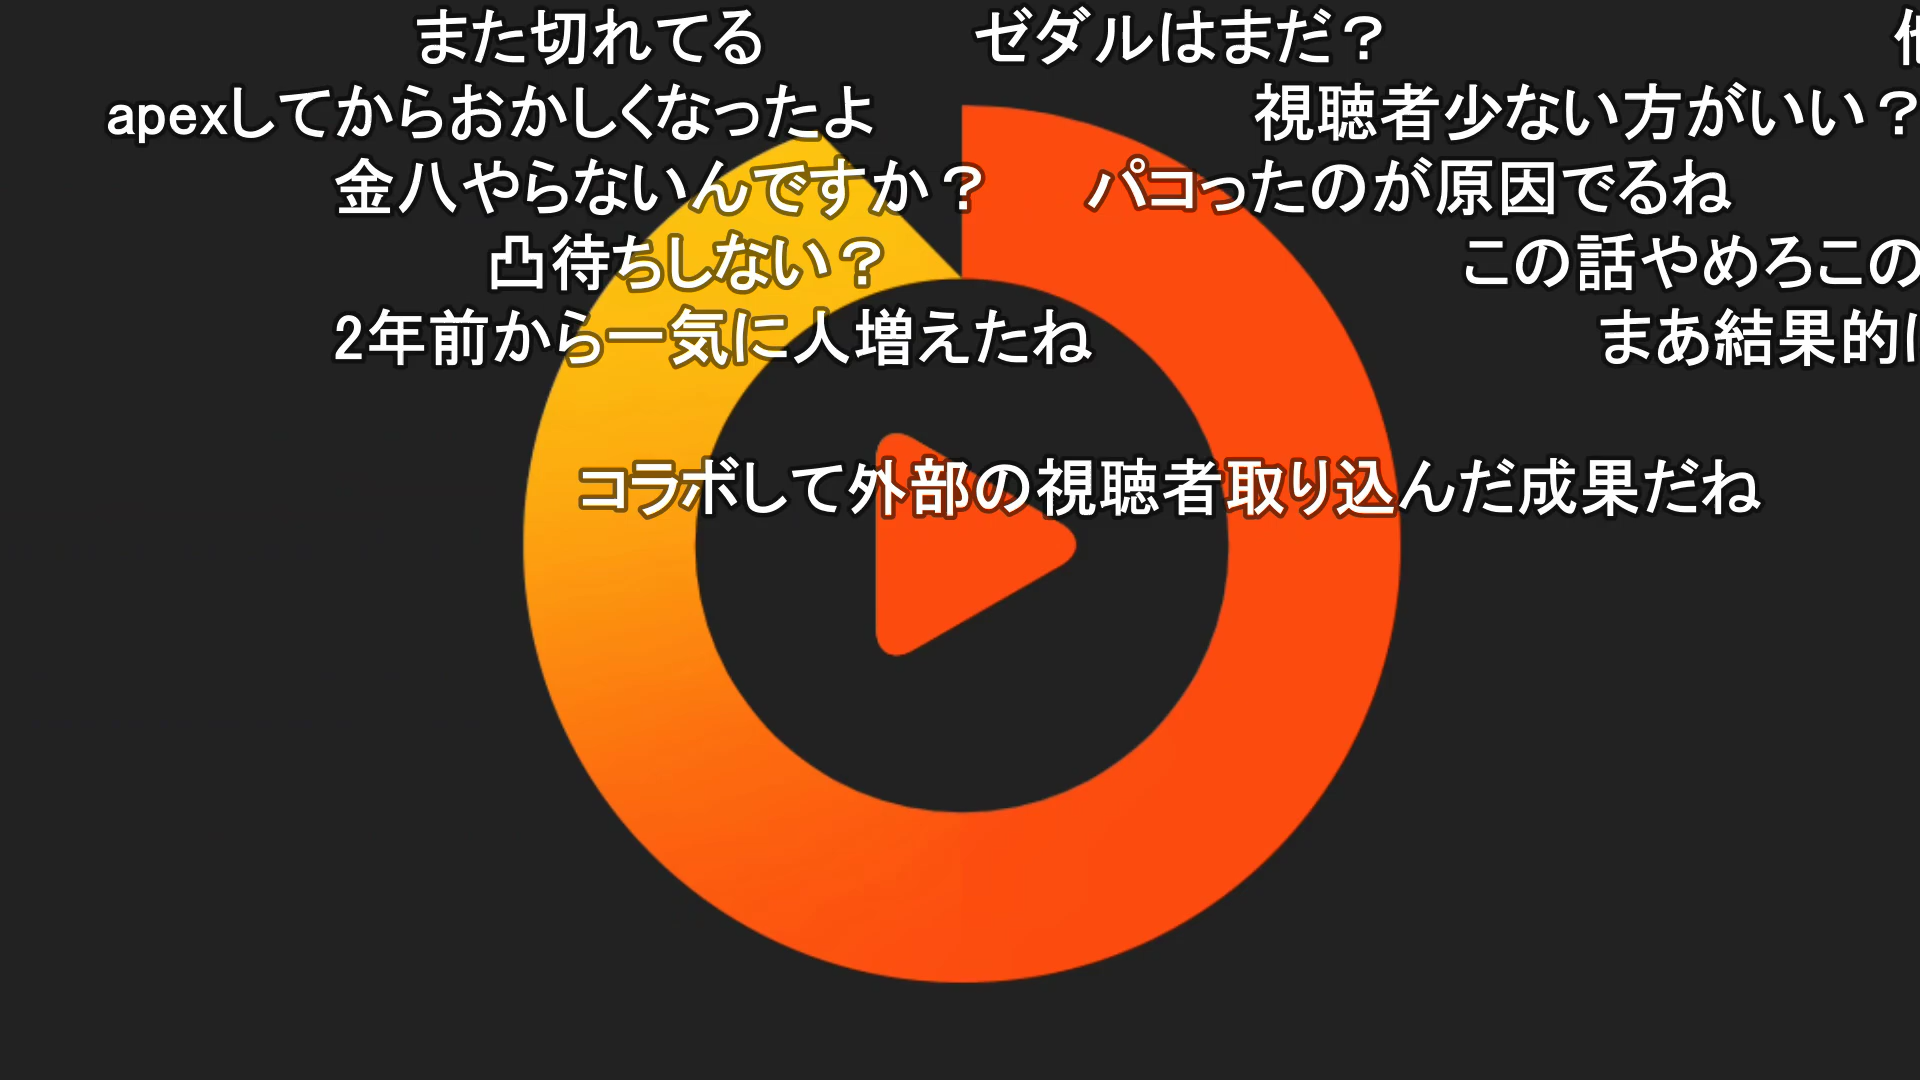 また切れてる
ゼダルはまだ？
apexしてからおかしくなったよ
視聴者少ない方がいい？
金八やらないんですか？
パコったのが原因でるね
凸待ちしない？
この話やめろこの
2年前から一気に人増えたね
まあ結果的に
コラボして外部の視聴者取り込んだ成果だね